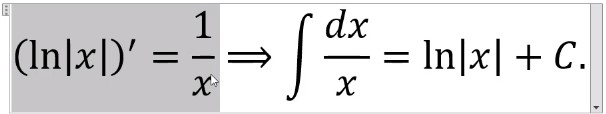 (ln|x|)′ = 1/x ⟹ ∫ dx/x = ln|x| + C.